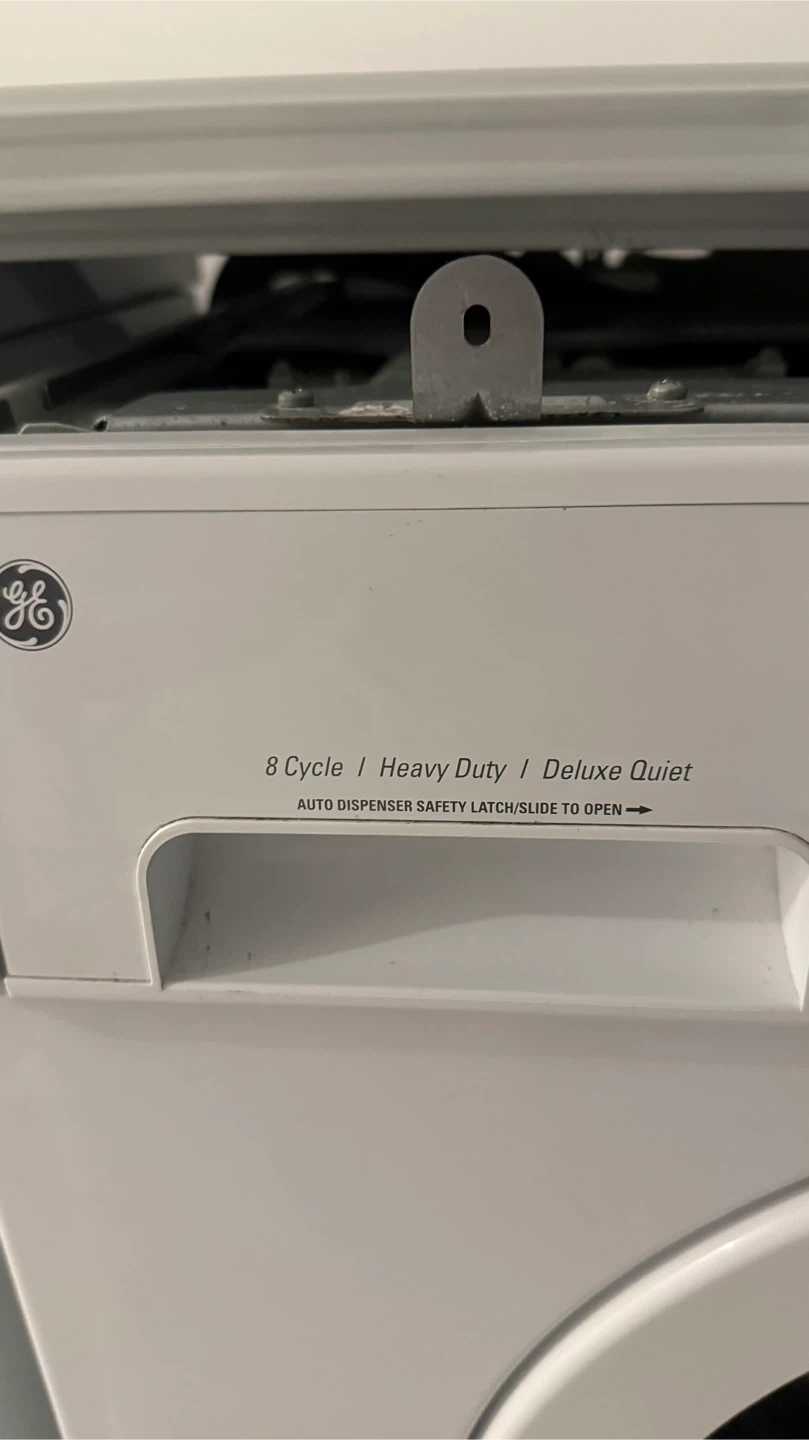 GE
8 Cycle / Heavy Duty / Deluxe Quiet
AUTO DISPENSER SAFETY LATCH/SLIDE TO OPEN→